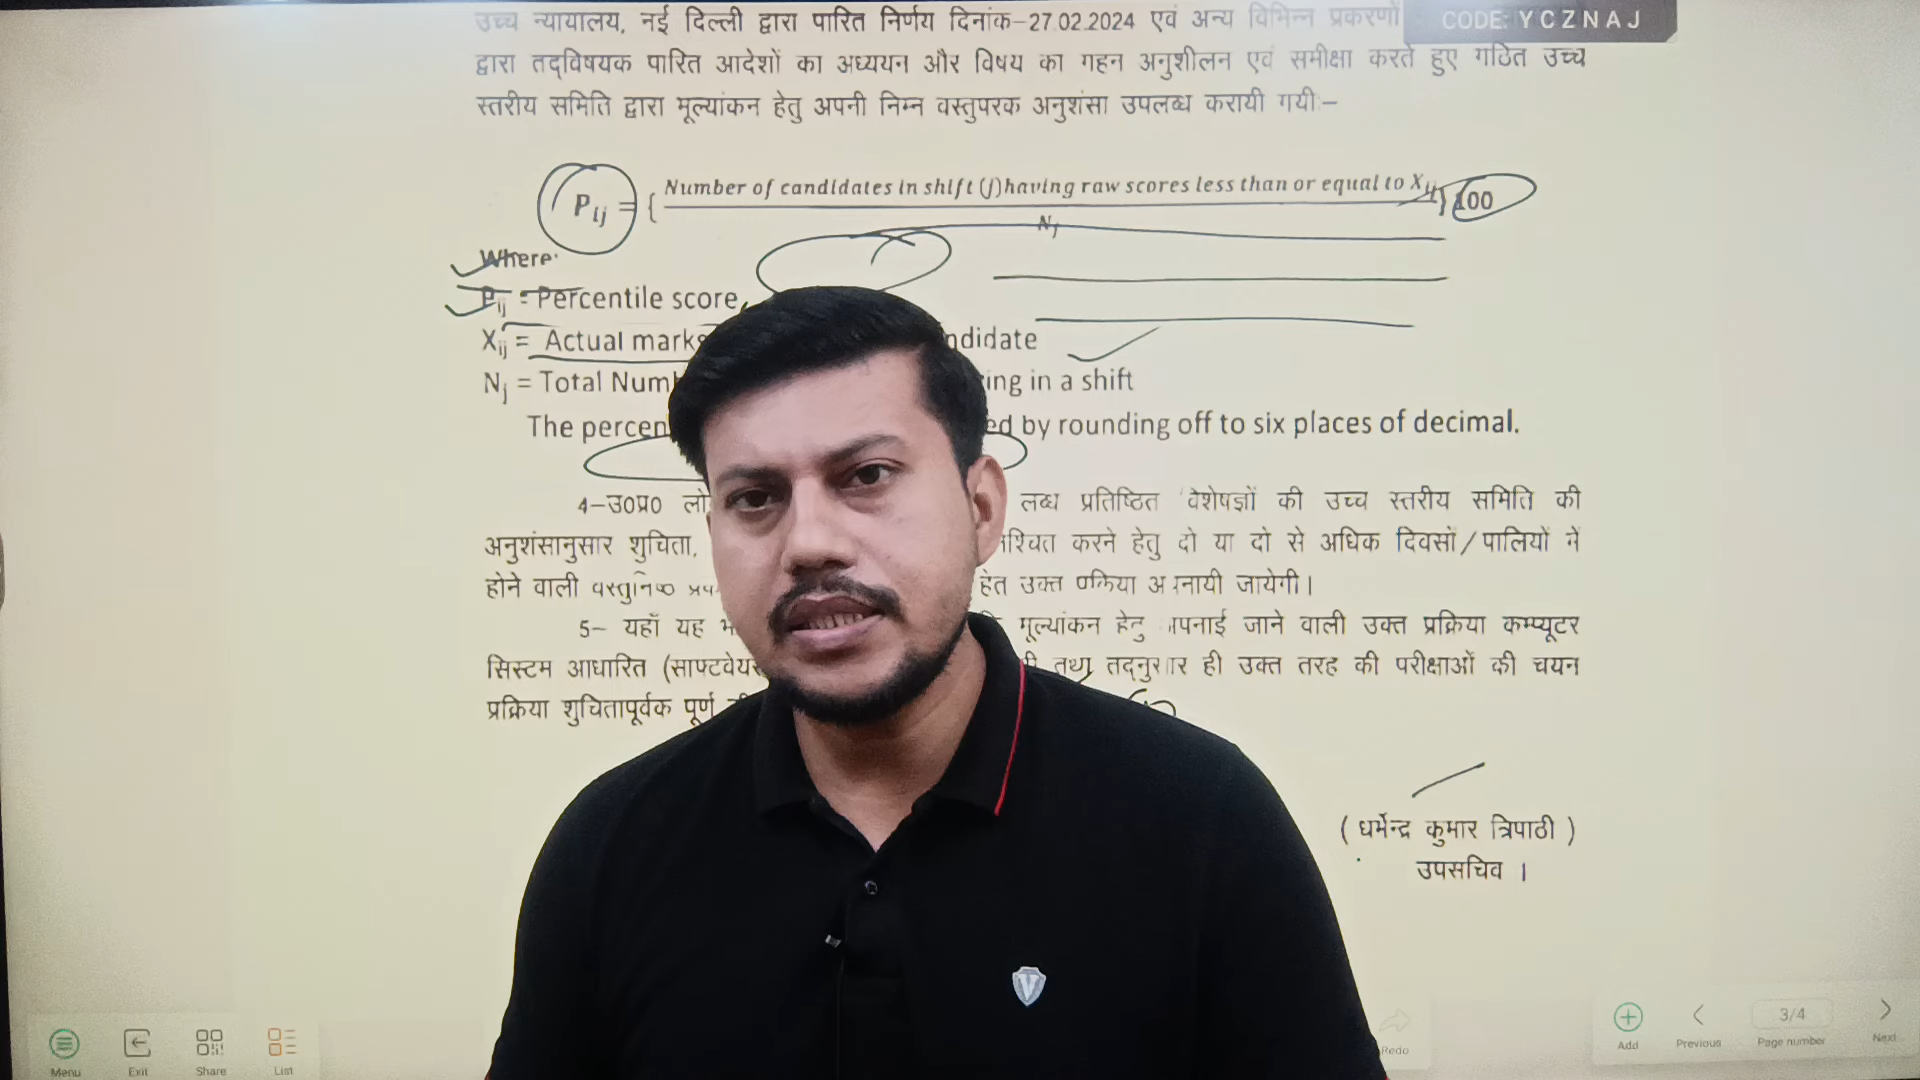 उच्च न्यायालय, नई दिल्ली द्वारा पारित निर्णय दिनांक–27.02.2024 एवं अन्य विभिन्न प्रकरणों
CODE: Y C Z N A J
द्वारा तद्विषयक पारित आदेशों का अध्ययन और विषय का गहन अनुशीलन एवं समीक्षा करते हुए गठित उच्च
स्तरीय समिति द्वारा मूल्यांकन हेतु अपनी निम्न वस्तुपरक अनुशंसा उपलब्ध करायी गयी:–
Number of candidates in shift (j)having raw scores less than or equal to Xij
Pij = { } 100
Nj
Where:
Pij = Percentile score
Xij = Actual marks ndidate
Nj = Total Num ing in a shift
The percen ed by rounding off to six places of decimal.
4–उ0प्र0 लो लब्ध प्रतिष्ठित विशेषज्ञों की उच्च स्तरीय समिति की
अनुशंसानुसार शुचिता, श्चित करने हेतु दो या दो से अधिक दिवसों/पालियों में
होने वाली वस्तुनिष्ठ हेतु उक्त प्रक्रिया अपनायी जायेगी।
5– यहाँ यह मूल्यांकन हेतु अपनाई जाने वाली उक्त प्रक्रिया कम्प्यूटर
सिस्टम आधारित (साफ्टवेयर तथा तद्नुसार ही उक्त तरह की परीक्षाओं की चयन
प्रक्रिया शुचितापूर्वक पूर्ण
( धर्मेन्द्र कुमार त्रिपाठी )
उपसचिव ।
V
Menu Exit Share List Redo Add Previous 3/4 Page number Next